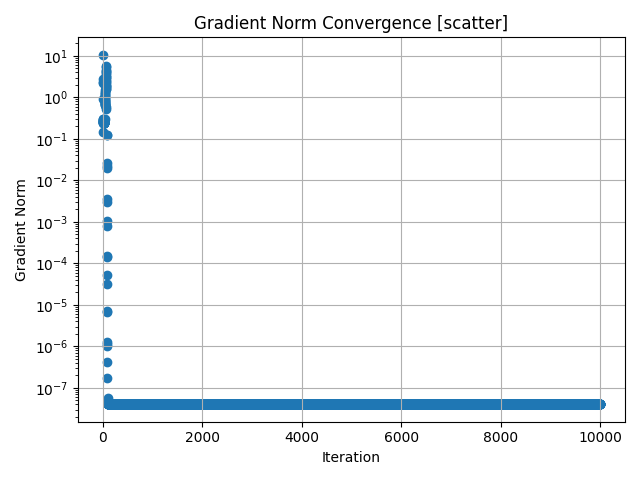 Gradient Norm Convergence [scatter]
Gradient Norm
10¹
10⁰
10⁻¹
10⁻²
10⁻³
10⁻⁴
10⁻⁵
10⁻⁶
10⁻⁷
0 2000 4000 6000 8000 10000
Iteration